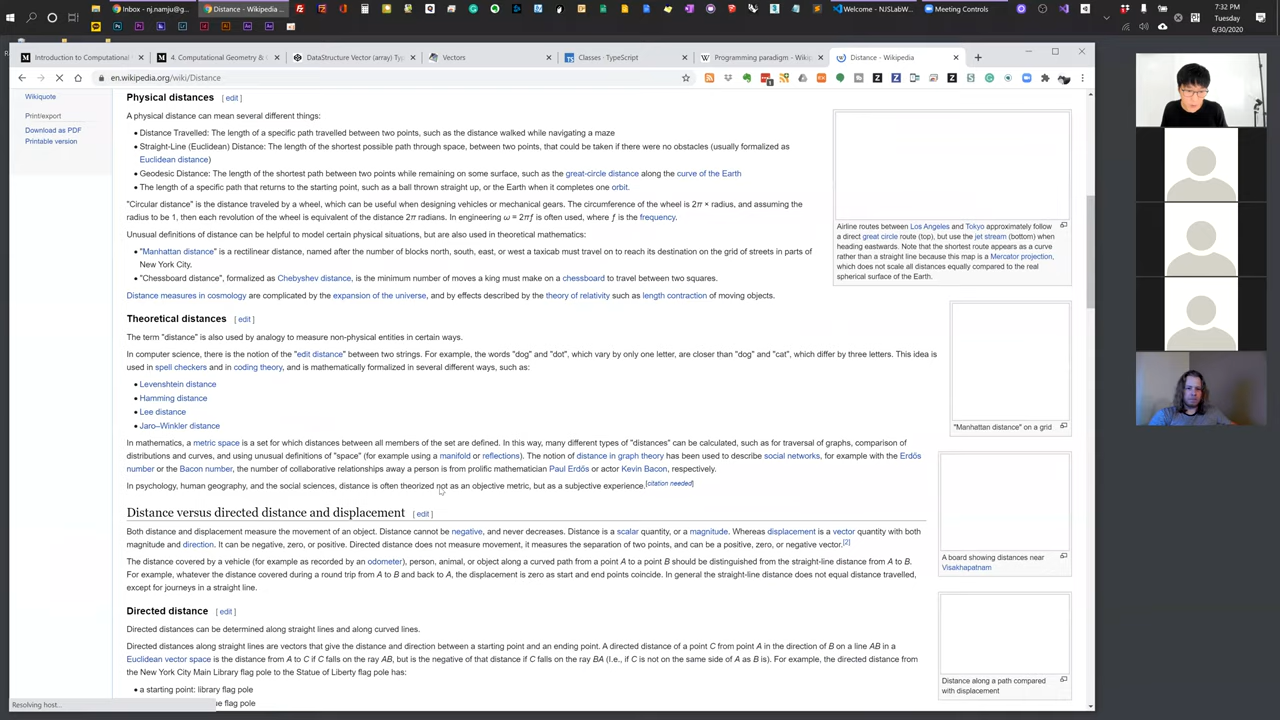 Inbox - nj.namju@gm
Distance - Wikipedia
Welcome - NJSLabW
Meeting Controls
7:32 PM
Tuesday
6/30/2020
Introduction to Computational
4. Computational Geometry &
DataStructure Vector (array) Ty
Vectors
Classes · TypeScript
Programming paradigm - Wiki
Distance - Wikipedia
en.wikipedia.org/wiki/Distance
Wikiquote
Print/export
Download as PDF
Printable version
Physical distances [ edit ]
A physical distance can mean several different things:
• Distance Travelled: The length of a specific path travelled between two points, such as the distance walked while navigating a maze
• Straight-Line (Euclidean) Distance: The length of the shortest possible path through space, between two points, that could be taken if there were no obstacles (usually formalized as
Euclidean distance)
• Geodesic Distance: The length of the shortest path between two points while remaining on some surface, such as the great-circle distance along the curve of the Earth
• The length of a specific path that returns to the starting point, such as a ball thrown straight up, or the Earth when it completes one orbit.
"Circular distance" is the distance traveled by a wheel, which can be useful when designing vehicles or mechanical gears. The circumference of the wheel is 2π × radius, and assuming the
radius to be 1, then each revolution of the wheel is equivalent of the distance 2π radians. In engineering ω = 2πƒ is often used, where ƒ is the frequency.
Unusual definitions of distance can be helpful to model certain physical situations, but are also used in theoretical mathematics:
• "Manhattan distance" is a rectilinear distance, named after the number of blocks north, south, east, or west a taxicab must travel on to reach its destination on the grid of streets in parts of
New York City.
• "Chessboard distance", formalized as Chebyshev distance, is the minimum number of moves a king must make on a chessboard to travel between two squares.
Distance measures in cosmology are complicated by the expansion of the universe, and by effects described by the theory of relativity such as length contraction of moving objects.
Airline routes between Los Angeles and Tokyo approximately follow
a direct great circle route (top), but use the jet stream (bottom) when
heading eastwards. Note that the shortest route appears as a curve
rather than a straight line because this map is a Mercator projection,
which does not scale all distances equally compared to the real
spherical surface of the Earth.
Theoretical distances [ edit ]
The term "distance" is also used by analogy to measure non-physical entities in certain ways.
In computer science, there is the notion of the "edit distance" between two strings. For example, the words "dog" and "dot", which vary by only one letter, are closer than "dog" and "cat", which differ by three letters. This idea is
used in spell checkers and in coding theory, and is mathematically formalized in several different ways, such as:
• Levenshtein distance
• Hamming distance
• Lee distance
• Jaro–Winkler distance
"Manhattan distance" on a grid
In mathematics, a metric space is a set for which distances between all members of the set are defined. In this way, many different types of "distances" can be calculated, such as for traversal of graphs, comparison of
distributions and curves, and using unusual definitions of "space" (for example using a manifold or reflections). The notion of distance in graph theory has been used to describe social networks, for example with the Erdős
number or the Bacon number, the number of collaborative relationships away a person is from prolific mathematician Paul Erdős or actor Kevin Bacon, respectively.
In psychology, human geography, and the social sciences, distance is often theorized not as an objective metric, but as a subjective experience.[citation needed]
Distance versus directed distance and displacement [ edit ]
Both distance and displacement measure the movement of an object. Distance cannot be negative, and never decreases. Distance is a scalar quantity, or a magnitude. Whereas displacement is a vector quantity with both
magnitude and direction. It can be negative, zero, or positive. Directed distance does not measure movement, it measures the separation of two points, and can be a positive, zero, or negative vector.[2]
The distance covered by a vehicle (for example as recorded by an odometer), person, animal, or object along a curved path from a point A to a point B should be distinguished from the straight-line distance from A to B.
For example, whatever the distance covered during a round trip from A to B and back to A, the displacement is zero as start and end points coincide. In general the straight-line distance does not equal distance travelled,
except for journeys in a straight line.
A board showing distances near
Visakhapatnam
Directed distance [ edit ]
Directed distances can be determined along straight lines and along curved lines.
Directed distances along straight lines are vectors that give the distance and direction between a starting point and an ending point. A directed distance of a point C from point A in the direction of B on a line AB in a
Euclidean vector space is the distance from A to C if C falls on the ray AB, but is the negative of that distance if C falls on the ray BA (I.e., if C is not on the same side of A as B is). For example, the directed distance from
the New York City Main Library flag pole to the Statue of Liberty flag pole has:
• a starting point: library flag pole
Distance along a path compared
with displacement
Resolving host...
ue flag pole